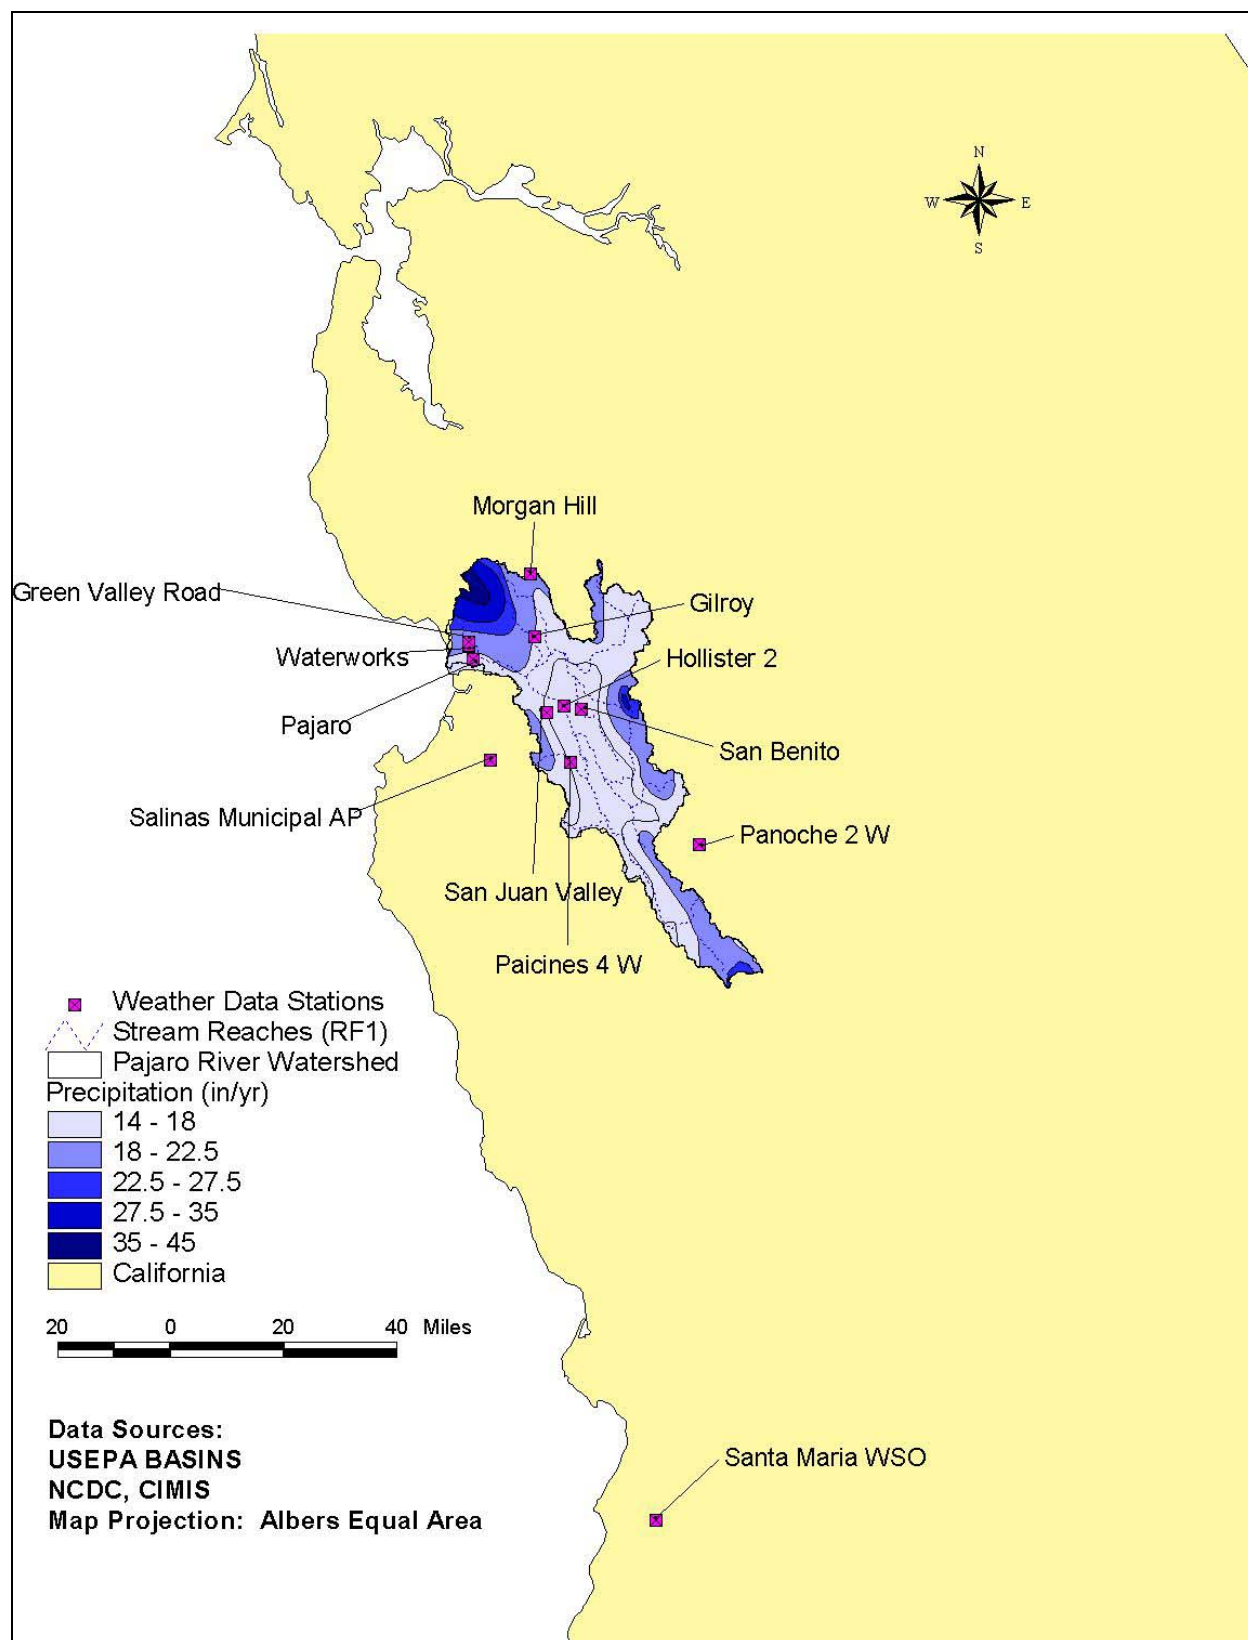 N
W
E
S
Morgan Hill
Green Valley Road
Gilroy
Waterworks
Hollister 2
Pajaro
San Benito
Salinas Municipal AP
Panoche 2 W
San Juan Valley
Paicines 4 W
Weather Data Stations
Stream Reaches (RF1)
Pajaro River Watershed
Precipitation (in/yr)
14 - 18
18 - 22.5
22.5 - 27.5
27.5 - 35
35 - 45
California
20 0 20 40 Miles
Data Sources:
USEPA BASINS
NCDC, CIMIS
Map Projection: Albers Equal Area
Santa Maria WSO